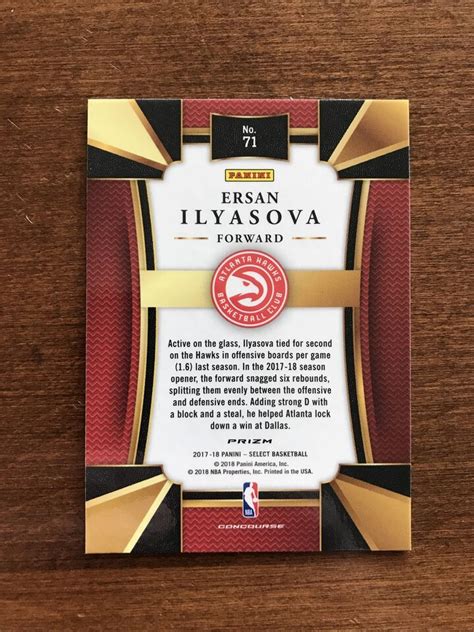 No.
71
PANINI
ERSAN
ILYASOVA
FORWARD
ATLANTA HAWKS
BASKETBALL CLUB
Active on the glass, Ilyasova tied for second
on the Hawks in offensive boards per game
(1.6) last season. In the 2017-18 season
opener, the forward snagged six rebounds,
splitting them evenly between the offensive
and defensive ends. Adding strong D with
a block and a steal, he helped Atlanta lock
down a win at Dallas.
PRIZM
2017-18 PANINI – SELECT BASKETBALL
© 2018 Panini America, Inc.
© 2018 NBA Properties, Inc. Printed in the USA.
NBA
CONCOURSE